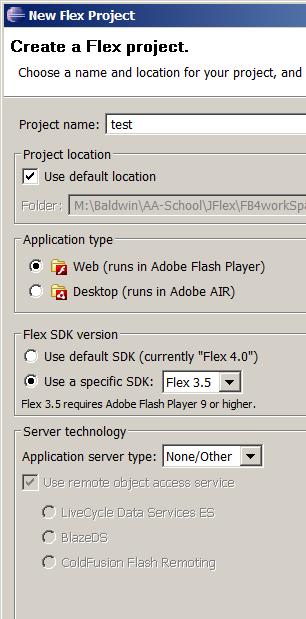 New Flex Project
Create a Flex project.
Choose a name and location for your project, and
Project name: test
Project location
Use default location
Folder: M:\Baldwin\AA-School\JFlex\FB4workSpa
Application type
Web (runs in Adobe Flash Player)
Desktop (runs in Adobe AIR)
Flex SDK version
Use default SDK (currently "Flex 4.0")
Use a specific SDK: Flex 3.5
Flex 3.5 requires Adobe Flash Player 9 or higher.
Server technology
Application server type: None/Other
Use remote object access service
LiveCycle Data Services ES
BlazeDS
ColdFusion Flash Remoting